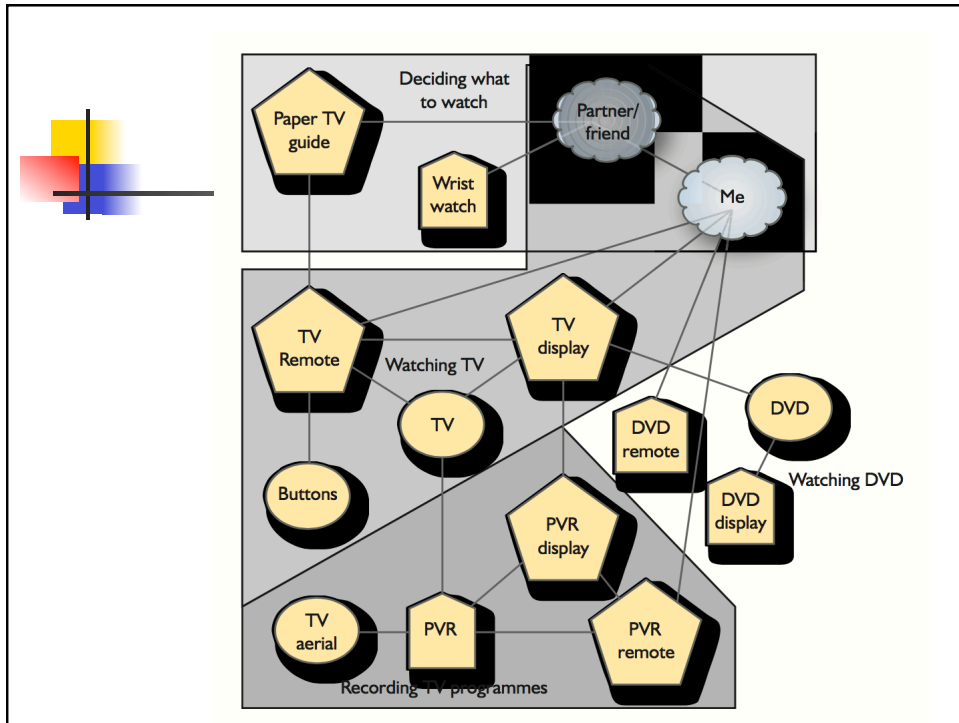 Deciding what
to watch
Paper TV
guide
Partner/
friend
Wrist
watch
Me
TV
Remote
TV
display
Watching TV
TV
DVD
DVD
remote
Watching DVD
Buttons
DVD
display
PVR
display
TV
aerial
PVR
PVR
remote
Recording TV programmes